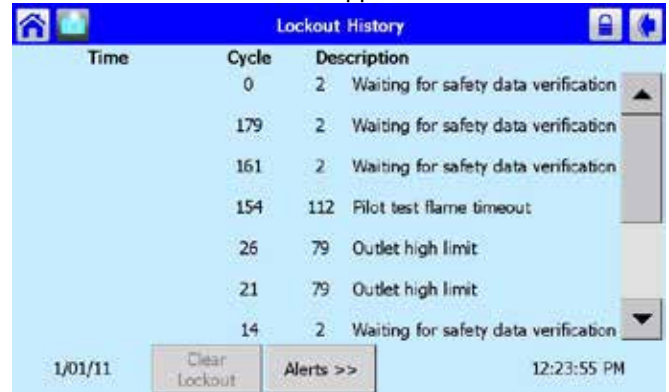 Lockout History
Time Cycle Description
0 2 Waiting for safety data verification
179 2 Waiting for safety data verification
161 2 Waiting for safety data verification
154 112 Pilot test flame timeout
26 79 Outlet high limit
21 79 Outlet high limit
14 2 Waiting for safety data verification
1/01/11 Clear Lockout Alerts >> 12:23:55 PM